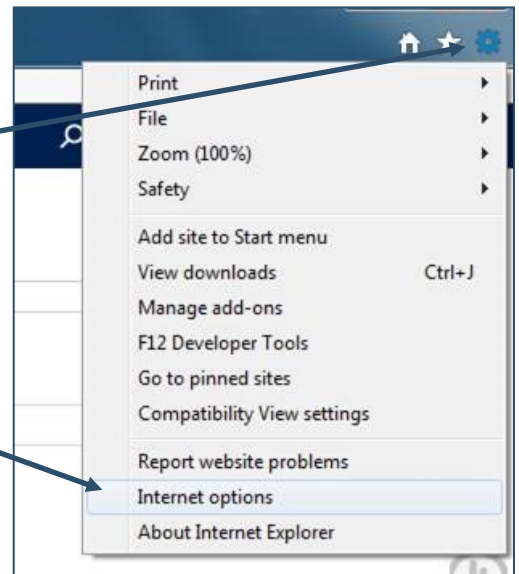 Print
File
Zoom (100%)
Safety
Add site to Start menu
View downloads Ctrl+J
Manage add-ons
F12 Developer Tools
Go to pinned sites
Compatibility View settings
Report website problems
Internet options
About Internet Explorer